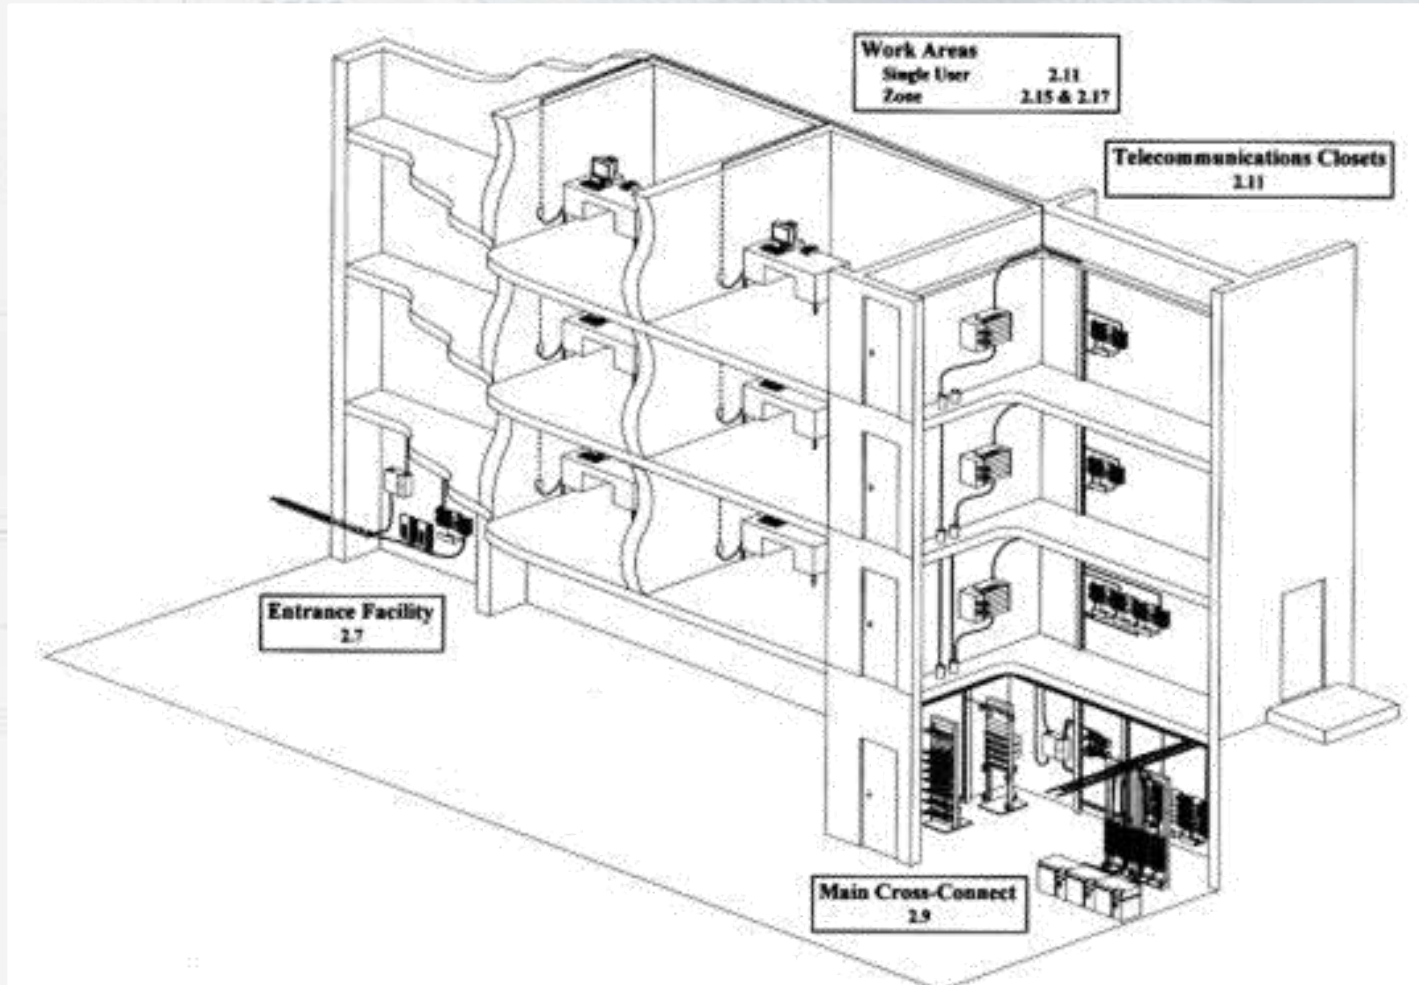 Work Areas
Single User 2.11
Zone 2.15 & 2.17
Telecommunications Closets
2.11
Entrance Facility
2.7
Main Cross-Connect
2.9